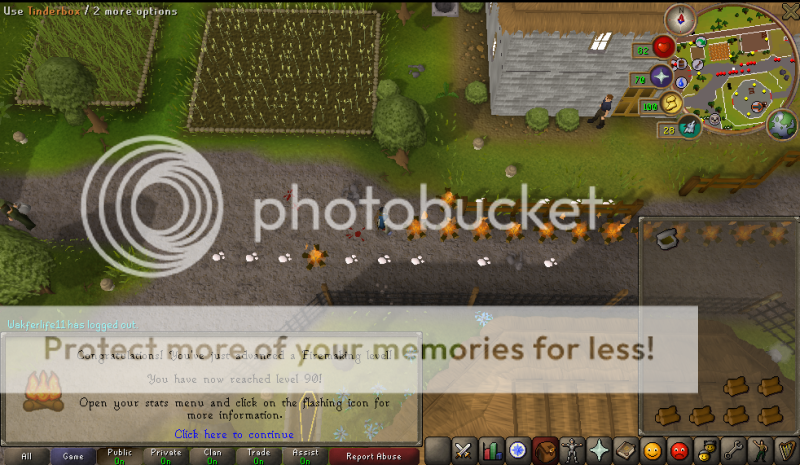 Use Tinderbox / 2 more options
82
70
100
28
photobucket
Wakferlife11 has logged out.
Protect more of your memories for less!
Congratulations! You've just advanced a Firemaking level!
You have now reached level 90!
Open your stats menu and click on the flashing icon for
more information.
Click here to continue
All
Game
Public
On
Private
On
Clan
On
Trade
On
Assist
On
Report Abuse